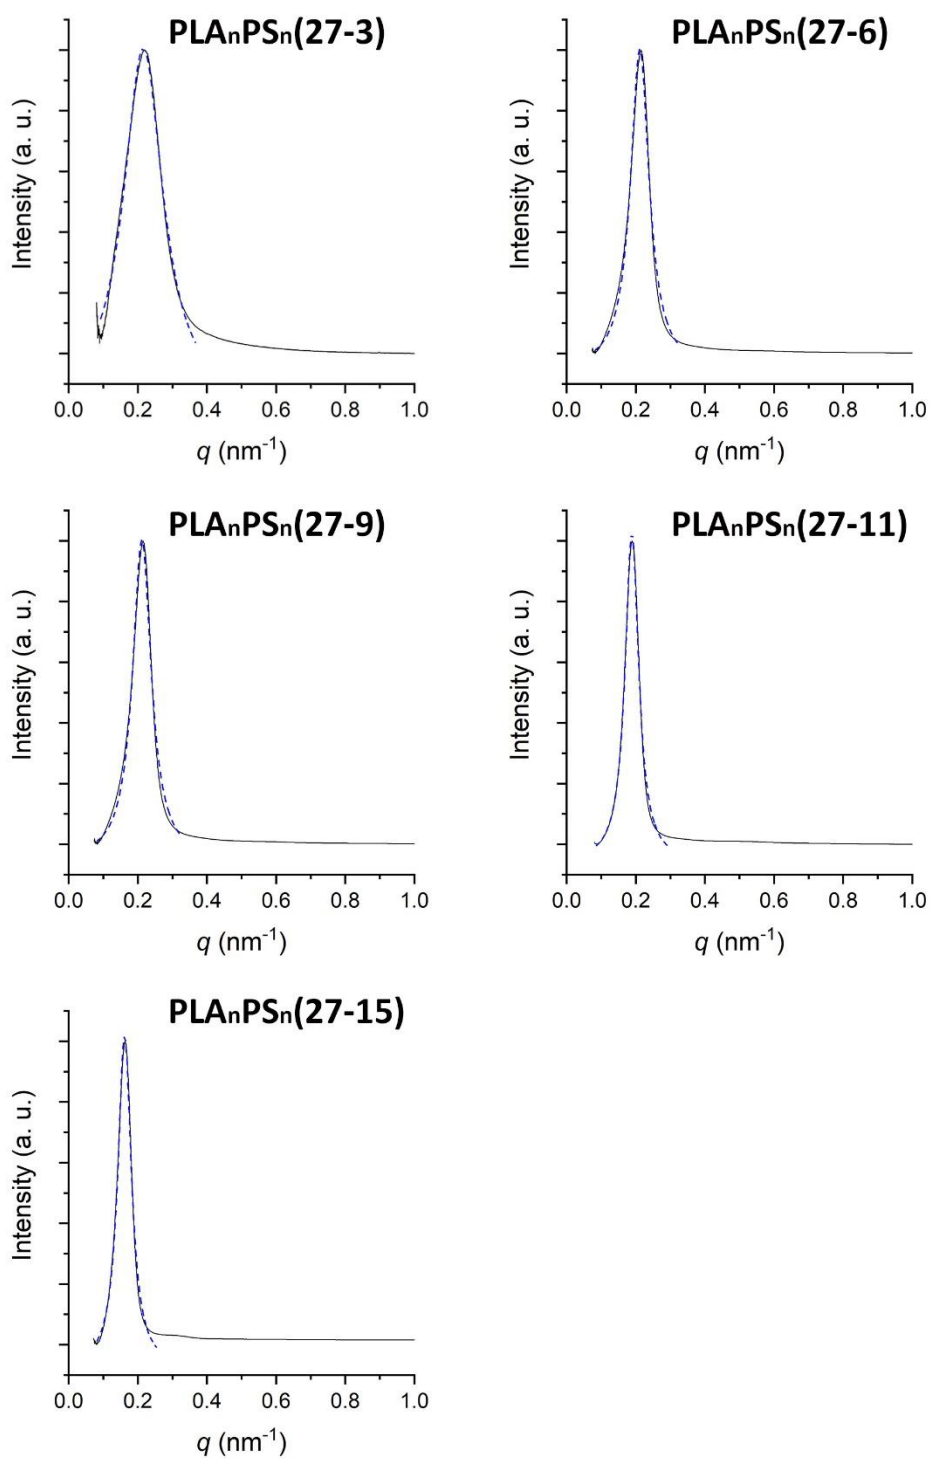 PLAnPSn(27-3)
Intensity (a. u.)
0.0 0.2 0.4 0.6 0.8 1.0
q (nm-1)
PLAnPSn(27-6)
Intensity (a. u.)
0.0 0.2 0.4 0.6 0.8 1.0
q (nm-1)
PLAnPSn(27-9)
Intensity (a. u.)
0.0 0.2 0.4 0.6 0.8 1.0
q (nm-1)
PLAnPSn(27-11)
Intensity (a. u.)
0.0 0.2 0.4 0.6 0.8 1.0
q (nm-1)
PLAnPSn(27-15)
Intensity (a. u.)
0.0 0.2 0.4 0.6 0.8 1.0
q (nm-1)